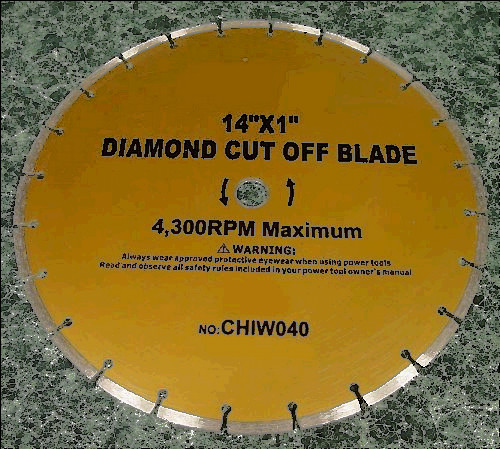 14"X1"
DIAMOND CUT OFF BLADE
4,300RPM Maximum
⚠ WARNING:
Always wear Approved protective eyewear when using power tools
Read and observe all safety rules included in your power tool owner's manual
NO:CHIW040